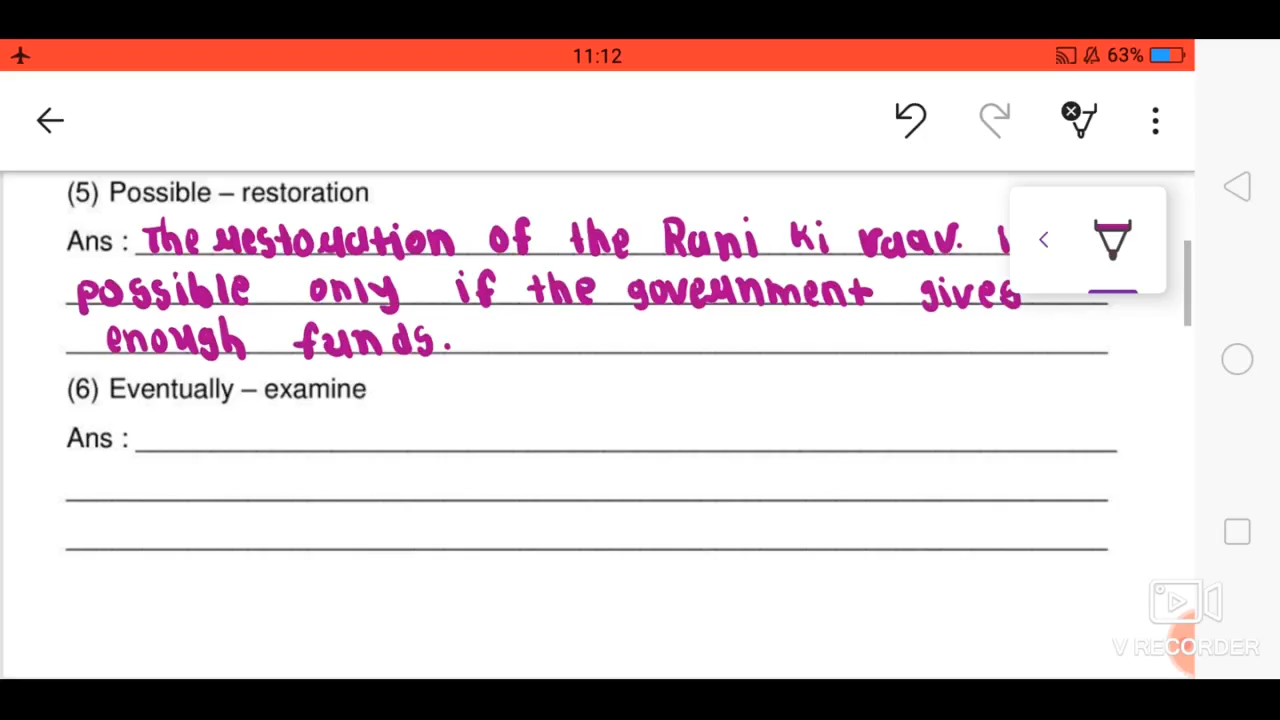 11:12
63%
(5) Possible – restoration
Ans : The restoration of the Rani ki vaav.
possible only if the government gives
enough funds.
(6) Eventually – examine
Ans :
V RECORDER